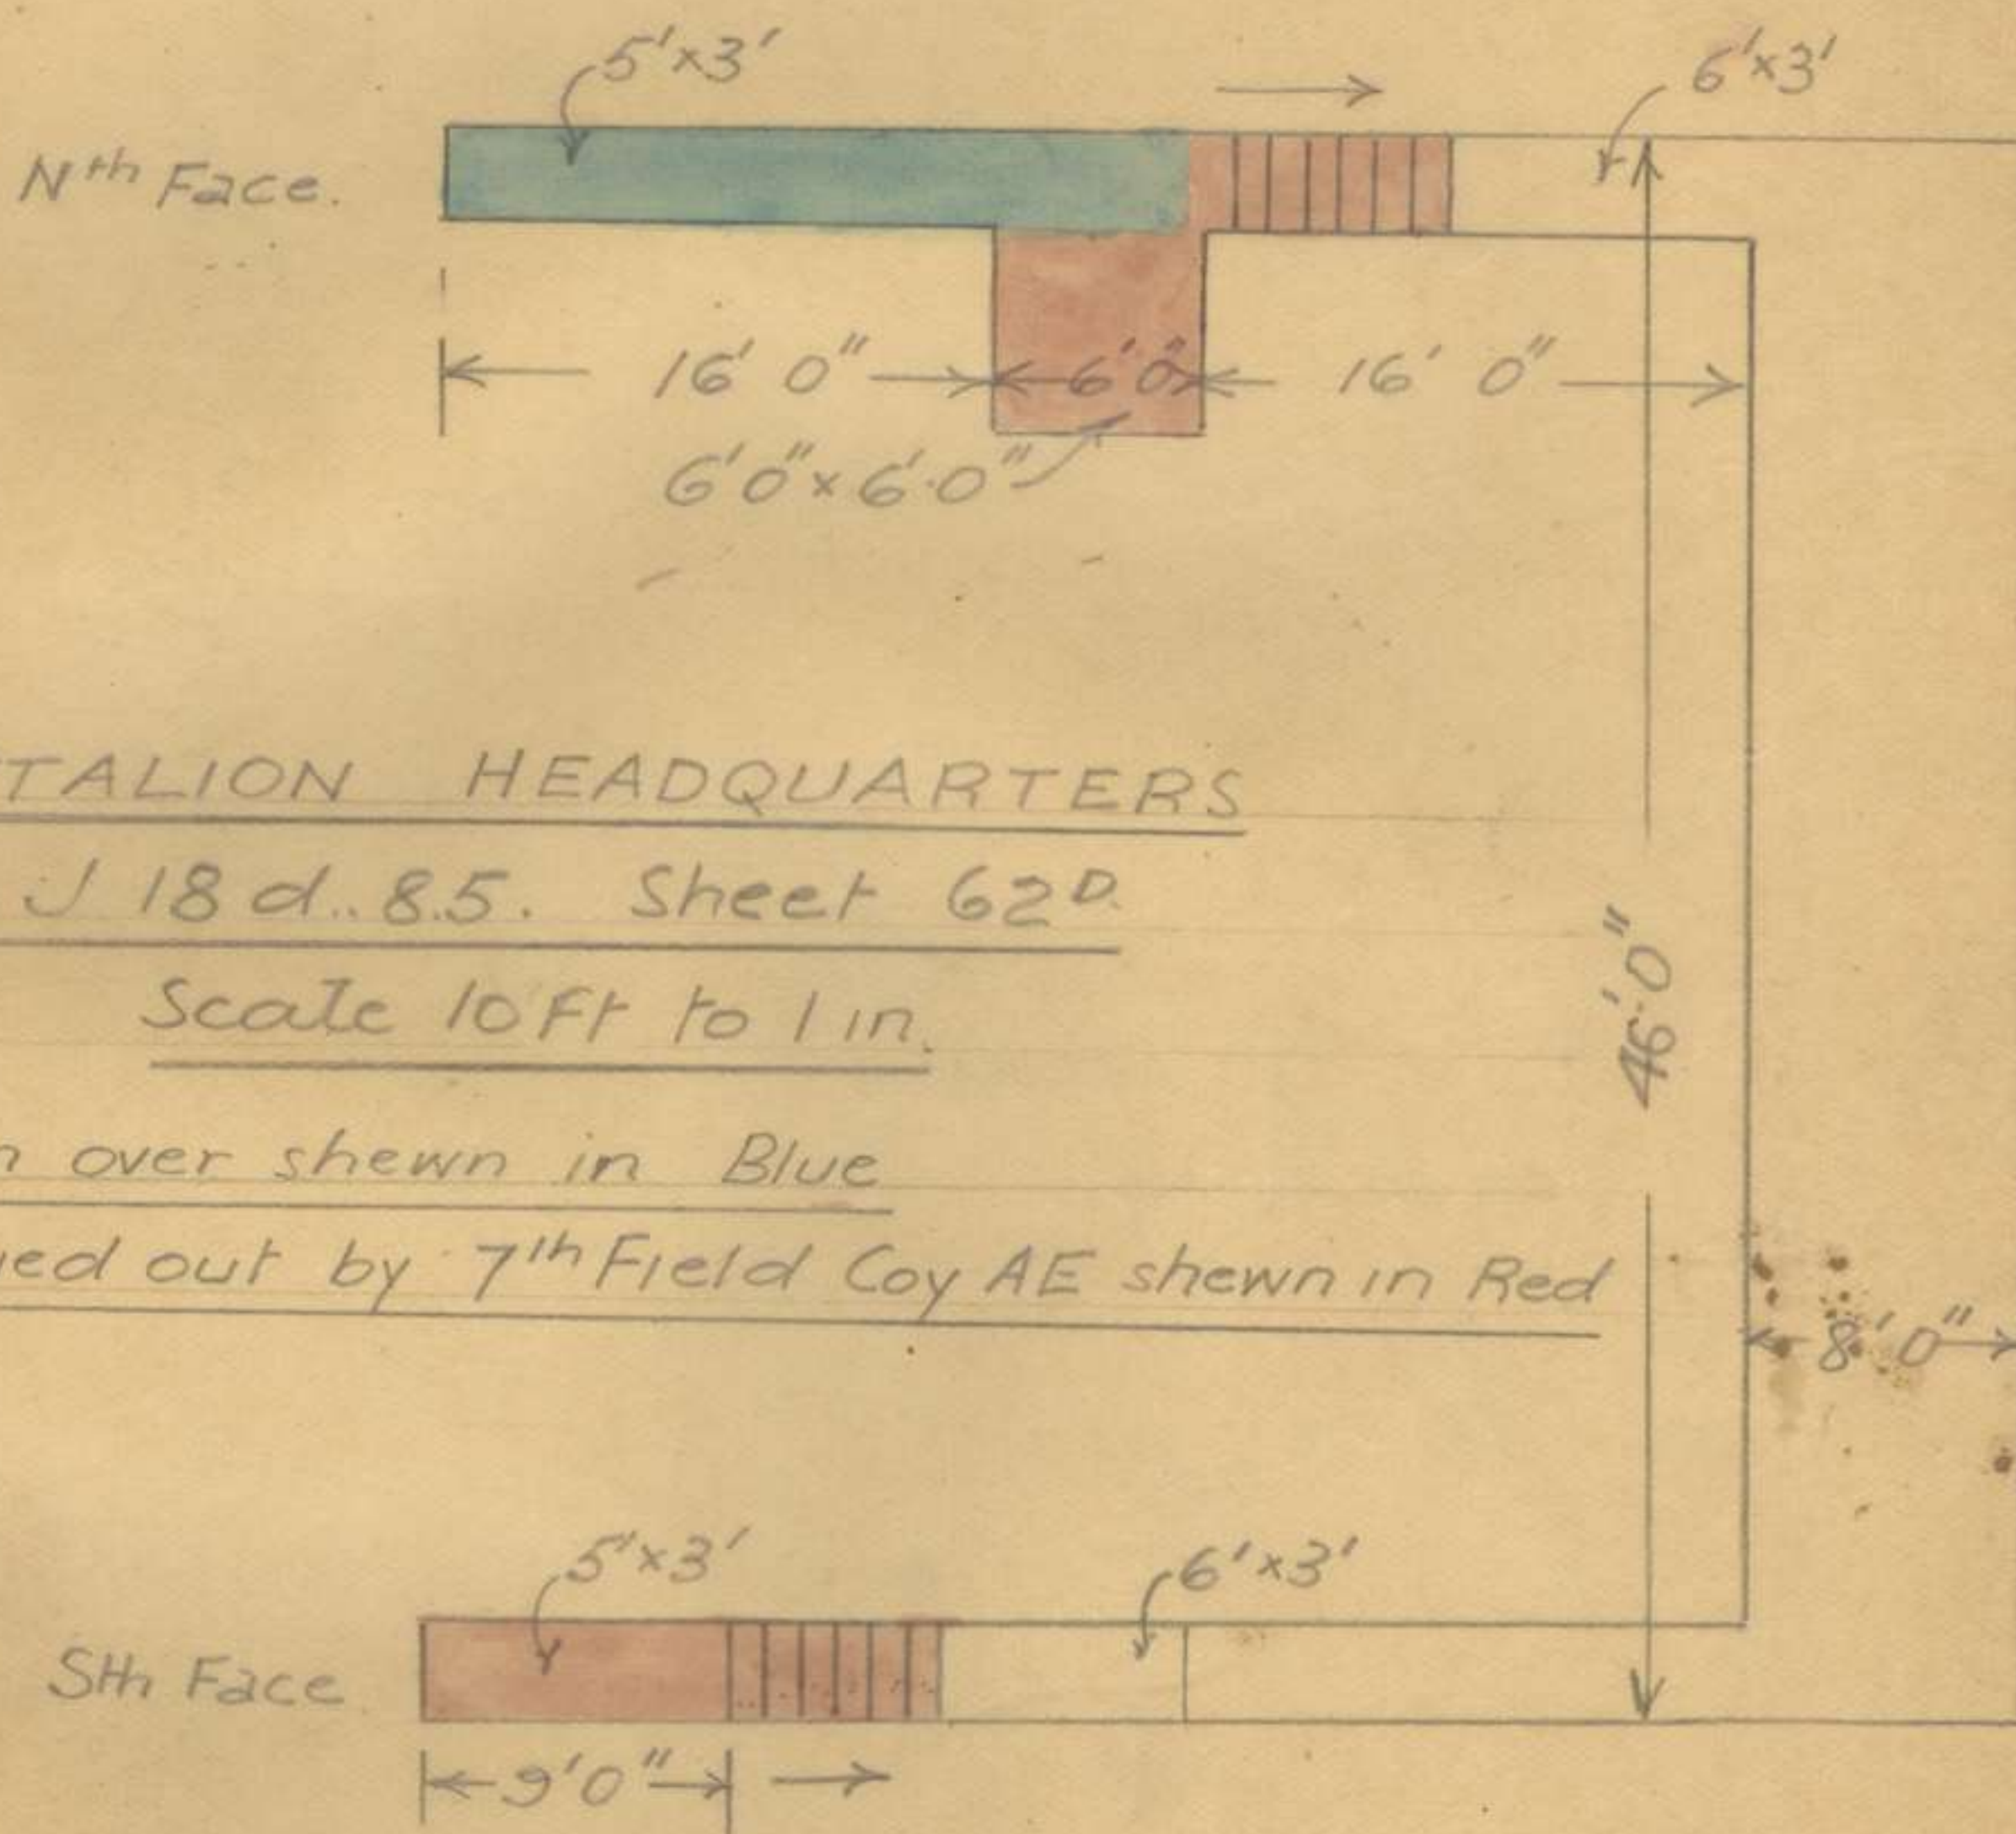 5'x3'
6'x3'
Nth Face.
16' 0" 6'0" 16' 0"
6'0"x6'.0"
TALION HEADQUARTERS
J 18 d..8.5. Sheet 62D.
Scale 10 Ft to 1 in.
over shewn in Blue
out by 7th Field Coy AE shewn in Red
46'.0"
8' 0"
5'x3'
6'x3'
Sth Face
9'0"